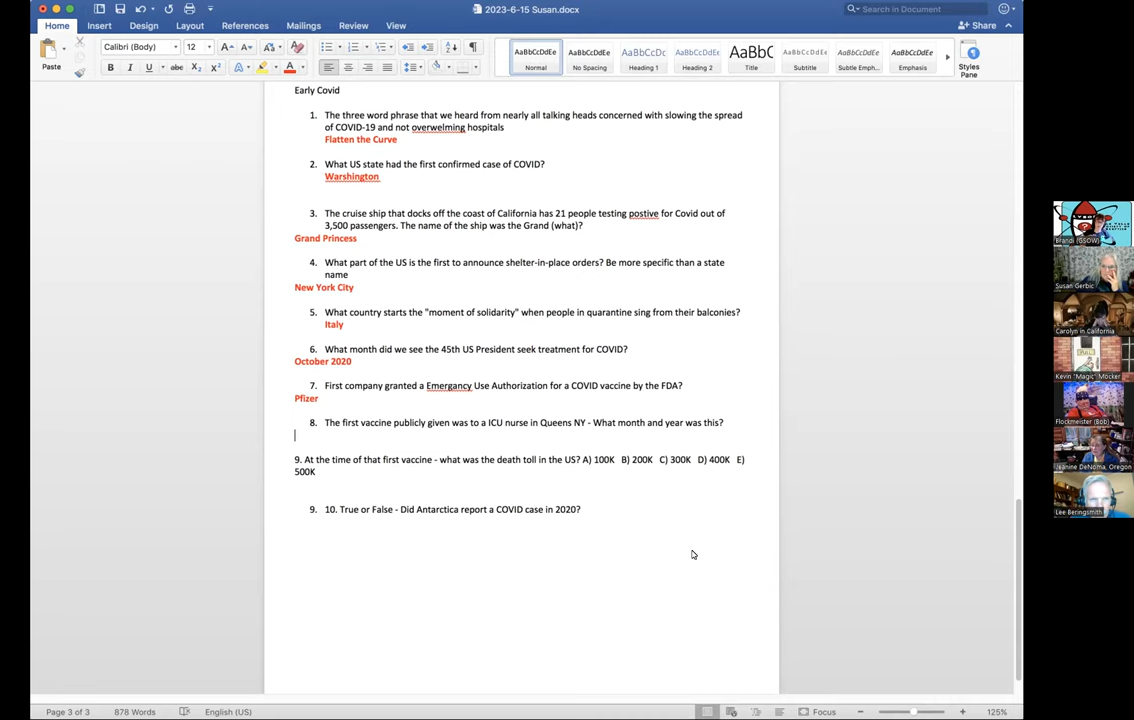 2023-6-15 Susan.docx
Search in Document
Home Insert Design Layout References Mailings Review View Share
Paste
Calibri (Body) 12
AaBbCcDdEe AaBbCcDdEe AaBbCcDc AaBbCcDdEe AaBbC AaBbCcDdEe AaBbCcDdEe AaBbCcDdEe
Normal No Spacing Heading 1 Heading 2 Title Subtitle Subtle Emph... Emphasis
Styles
Pane
Early Covid
1. The three word phrase that we heard from nearly all talking heads concerned with slowing the spread
of COVID-19 and not overwelming hospitals
Flatten the Curve
2. What US state had the first confirmed case of COVID?
Warshington
3. The cruise ship that docks off the coast of California has 21 people testing postive for Covid out of
3,500 passengers. The name of the ship was the Grand (what)?
Grand Princess
4. What part of the US is the first to announce shelter-in-place orders? Be more specific than a state
name
New York City
5. What country starts the "moment of solidarity" when people in quarantine sing from their balconies?
Italy
6. What month did we see the 45th US President seek treatment for COVID?
October 2020
7. First company granted a Emergancy Use Authorization for a COVID vaccine by the FDA?
Pfizer
8. The first vaccine publicly given was to a ICU nurse in Queens NY - What month and year was this?
9. At the time of that first vaccine - what was the death toll in the US? A) 100K B) 200K C) 300K D) 400K E)
500K
9. 10. True or False - Did Antarctica report a COVID case in 2020?
Brandi (GSOW)
Susan Gerbic
Carolyn in California
Kevin "Magic" Mocker
Flockmeister (Bob)
Jeanine DeNoma, Oregon
Lee Beringsmith
Page 3 of 3 878 Words English (US) Focus 125%